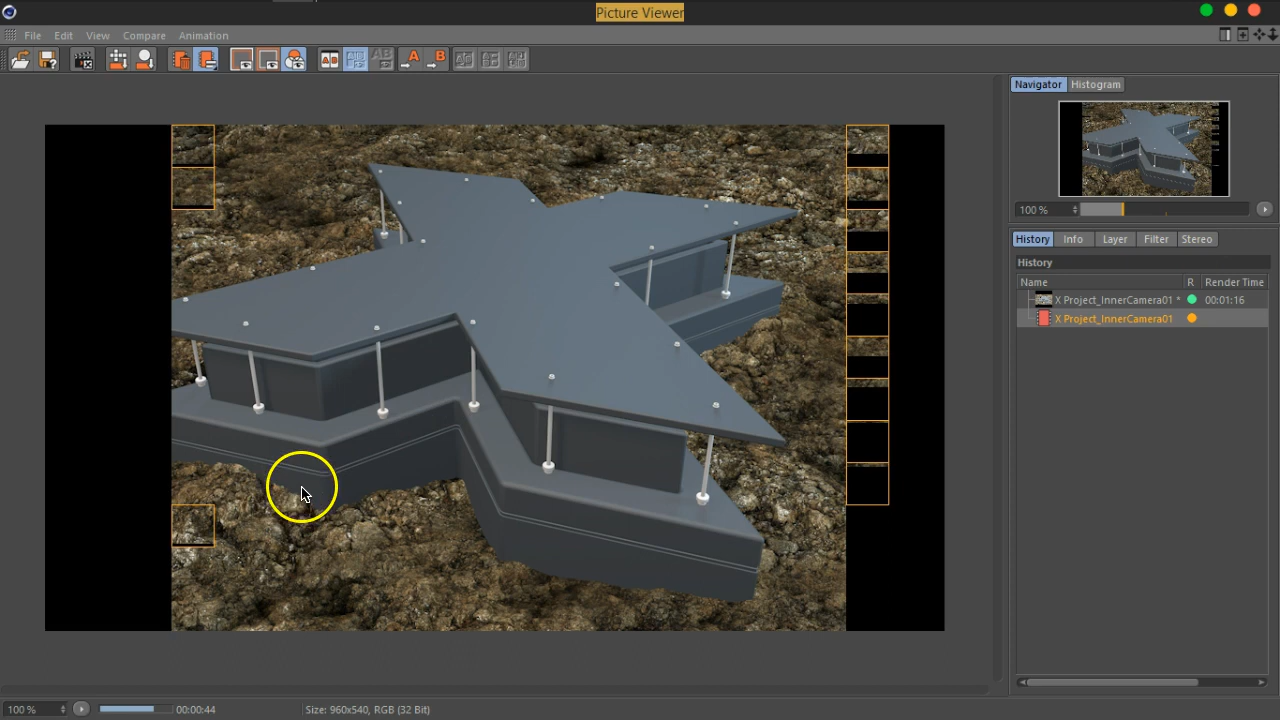 Picture Viewer
File Edit View Compare Animation
A B
AB
A
B
Navigator Histogram
100 %
History Info Layer Filter Stereo
History
Name R Render Time
X Project_InnerCamera01 * 00:01:16
X Project_InnerCamera01
100 % 00:00:44 Size: 960x540, RGB (32 Bit)